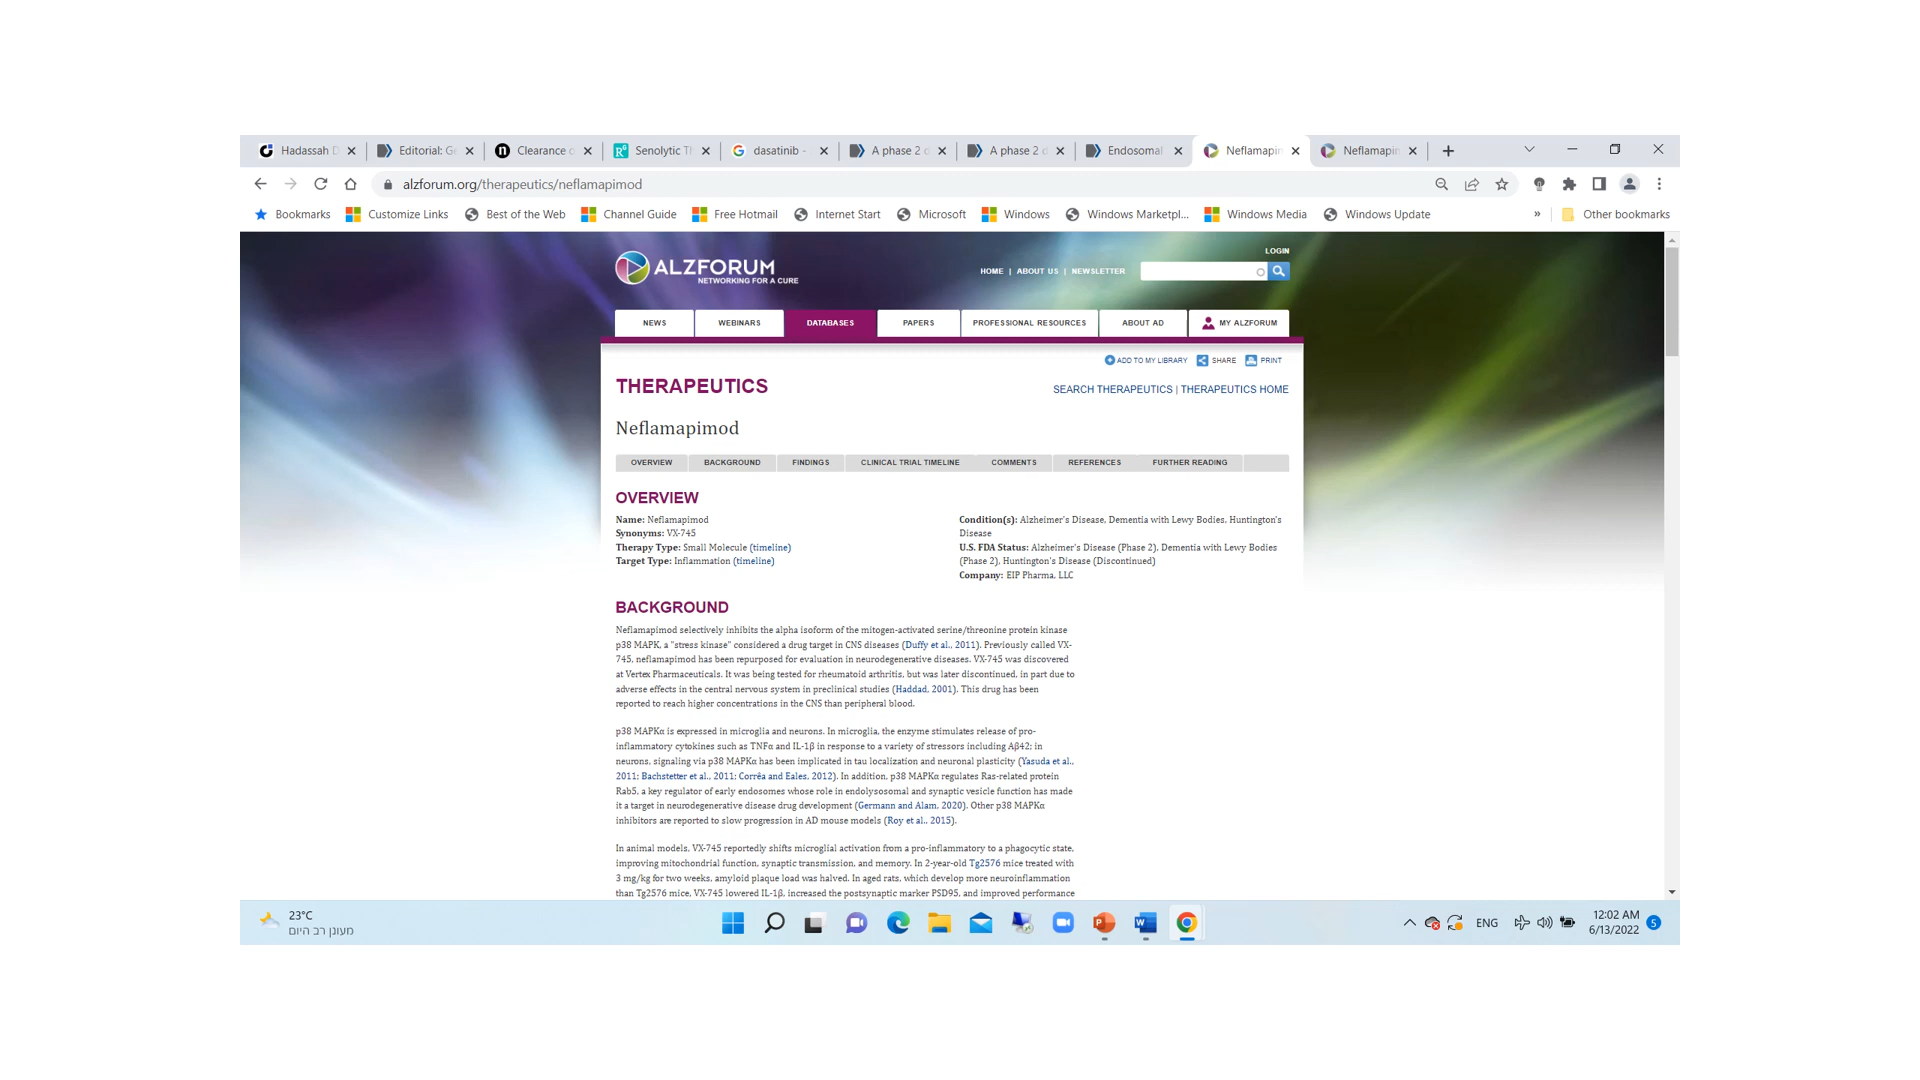 Hadassah D
Editorial: Ge
Clearance o
Senolytic Th
dasatinib -
A phase 2 d
A phase 2 d
Endosomal
Neflamapin
Neflamapin
alzforum.org/therapeutics/neflamapimod
Bookmarks Customize Links Best of the Web Channel Guide Free Hotmail Internet Start Microsoft Windows Windows Marketpl... Windows Media Windows Update » Other bookmarks
LOGIN
ALZFORUM
NETWORKING FOR A CURE
HOME | ABOUT US | NEWSLETTER
NEWS WEBINARS DATABASES PAPERS PROFESSIONAL RESOURCES ABOUT AD MY ALZFORUM
ADD TO MY LIBRARY SHARE PRINT
THERAPEUTICS
SEARCH THERAPEUTICS | THERAPEUTICS HOME
Neflamapimod
OVERVIEW BACKGROUND FINDINGS CLINICAL TRIAL TIMELINE COMMENTS REFERENCES FURTHER READING
OVERVIEW
Name: Neflamapimod
Synonyms: VX-745
Therapy Type: Small Molecule (timeline)
Target Type: Inflammation (timeline)
Condition(s): Alzheimer's Disease, Dementia with Lewy Bodies, Huntington's
Disease
U.S. FDA Status: Alzheimer's Disease (Phase 2), Dementia with Lewy Bodies
(Phase 2), Huntington's Disease (Discontinued)
Company: EIP Pharma, LLC
BACKGROUND
Neflamapimod selectively inhibits the alpha isoform of the mitogen-activated serine/threonine protein kinase
p38 MAPK, a "stress kinase" considered a drug target in CNS diseases (Duffy et al., 2011). Previously called VX-
745, neflamapimod has been repurposed for evaluation in neurodegenerative diseases. VX-745 was discovered
at Vertex Pharmaceuticals. It was being tested for rheumatoid arthritis, but was later discontinued, in part due to
adverse effects in the central nervous system in preclinical studies (Haddad, 2001). This drug has been
reported to reach higher concentrations in the CNS than peripheral blood.
p38 MAPKα is expressed in microglia and neurons. In microglia, the enzyme stimulates release of pro-
inflammatory cytokines such as TNFα and IL-1β in response to a variety of stressors including Aβ42; in
neurons, signaling via p38 MAPKα has been implicated in tau localization and neuronal plasticity (Yasuda et al.,
2011; Bachstetter et al., 2011; Corrêa and Eales, 2012). In addition, p38 MAPKα regulates Ras-related protein
Rab5, a key regulator of early endosomes whose role in endolysosomal and synaptic vesicle function has made
it a target in neurodegenerative disease drug development (Germann and Alam, 2020). Other p38 MAPKα
inhibitors are reported to slow progression in AD mouse models (Roy et al., 2015).
In animal models, VX-745 reportedly shifts microglial activation from a pro-inflammatory to a phagocytic state,
improving mitochondrial function, synaptic transmission, and memory. In 2-year-old Tg2576 mice treated with
3 mg/kg for two weeks, amyloid plaque load was halved. In aged rats, which develop more neuroinflammation
than Tg2576 mice, VX-745 lowered IL-1β, increased the postsynaptic marker PSD95, and improved performance
23°C
מעונן רב היום
ENG
12:02 AM
6/13/2022
5